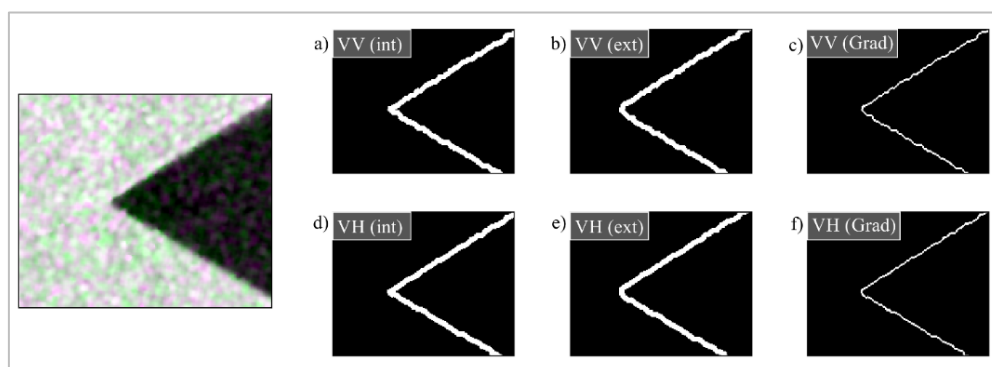 a) VV (int)
b) VV (ext)
c) VV (Grad)
d) VH (int)
e) VH (ext)
f) VH (Grad)